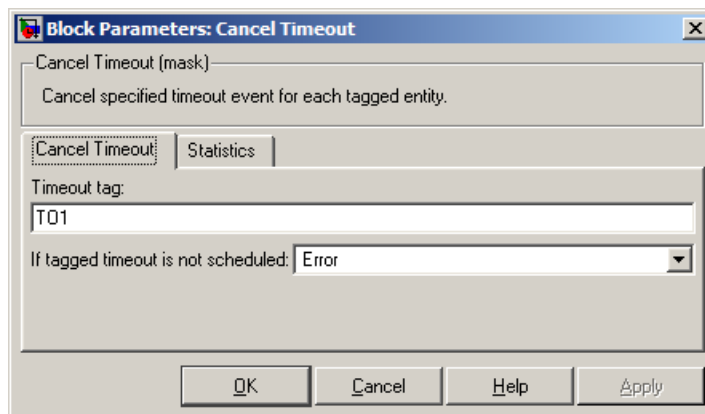 Block Parameters: Cancel Timeout
Cancel Timeout (mask)
Cancel specified timeout event for each tagged entity.
Cancel Timeout Statistics
Timeout tag:
TO1
If tagged timeout is not scheduled: Error
OK Cancel Help Apply